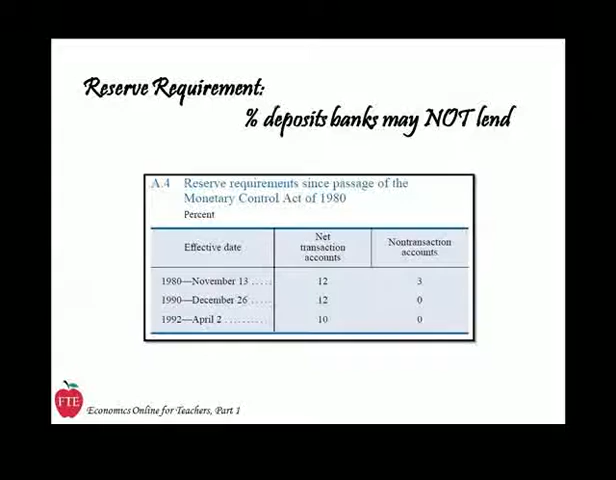 Reserve Requirement:
% deposits banks may NOT lend
A.4 Reserve requirements since passage of the
Monetary Control Act of 1980
Percent
Effective date
Net
transaction
accounts
Nontransaction
accounts
1980—November 13 ..... 12 3
1990—December 26 ..... 12 0
1992—April 2 .......... 10 0
FTE
Economics Online for Teachers, Part 1